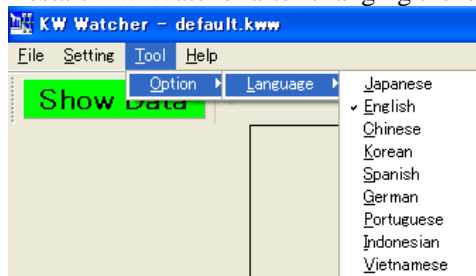 KW Watcher - default.kww
File Setting Tool Help
Option Language Japanese
Show Data
English
Chinese
Korean
Spanish
German
Portuguese
Indonesian
Vietnamese